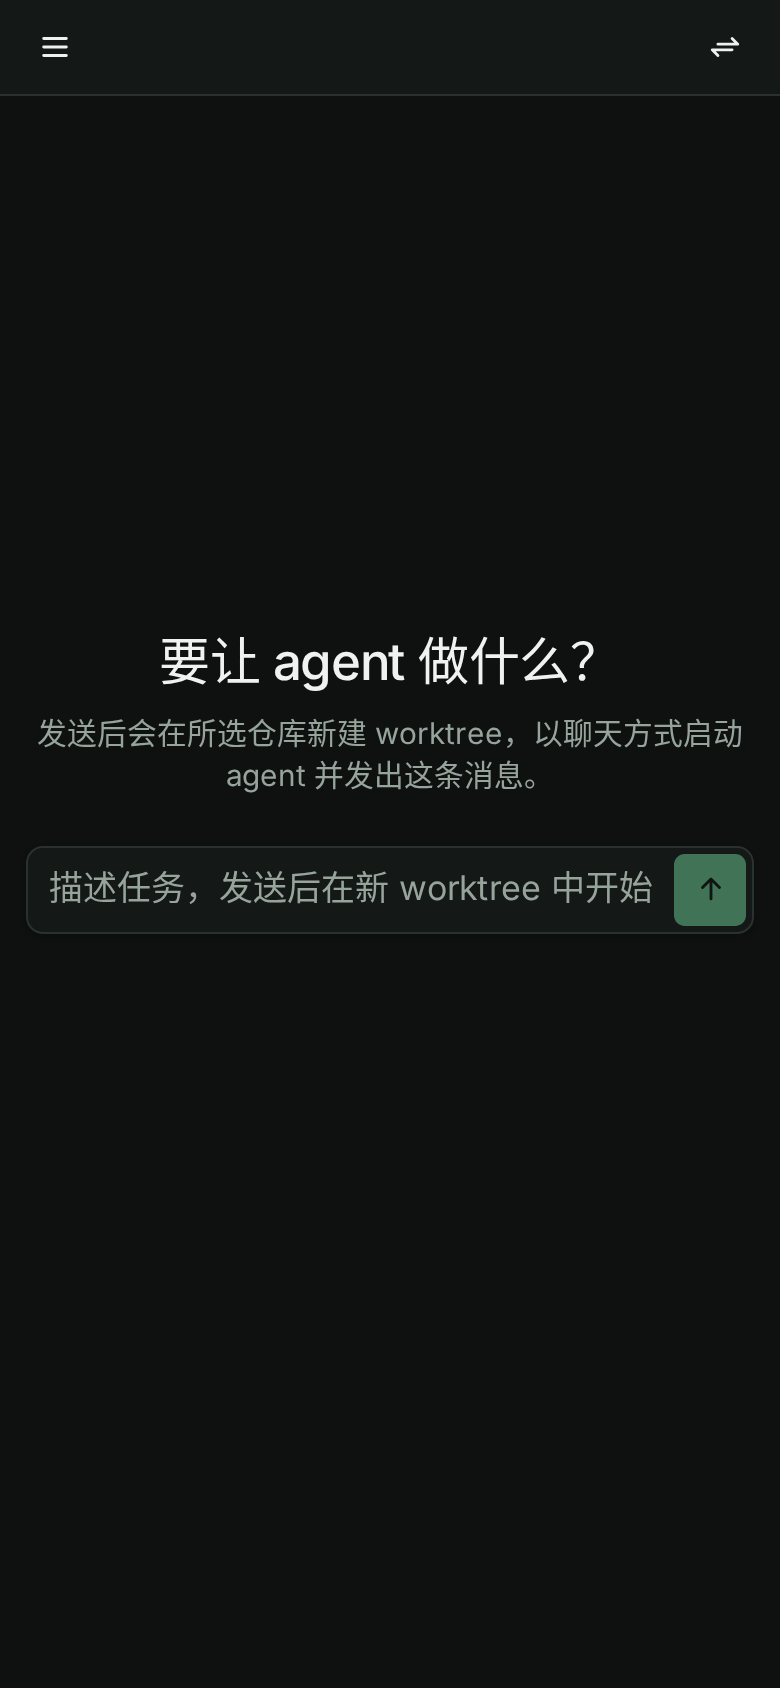 要让 agent 做什么？
发送后会在所选仓库新建 worktree，以聊天方式启动
agent 并发出这条消息。
描述任务，发送后在新 worktree 中开始